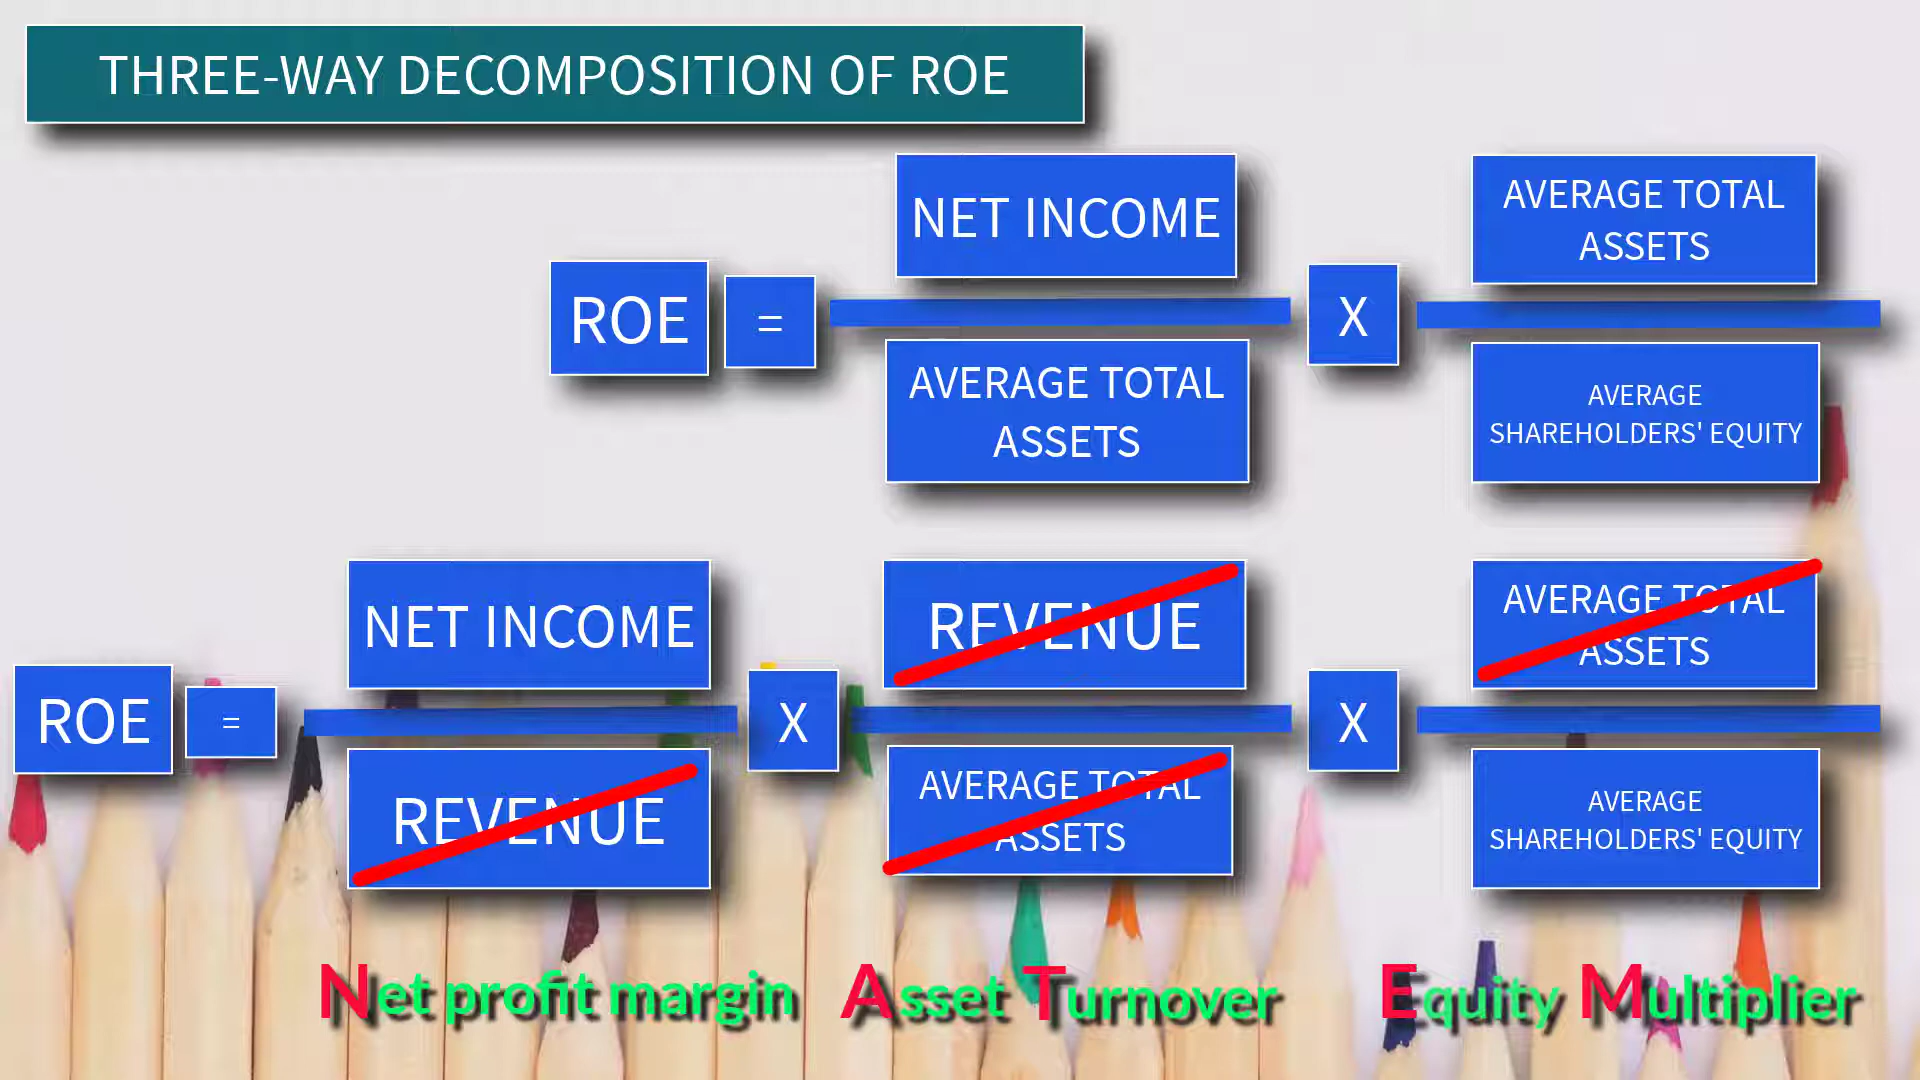 THREE-WAY DECOMPOSITION OF ROE
NET INCOME
AVERAGE TOTAL
ASSETS
ROE
=
X
AVERAGE TOTAL
ASSETS
AVERAGE
SHAREHOLDERS' EQUITY
NET INCOME
REVENUE
AVERAGE TOTAL
ASSETS
ROE
=
X
X
REVENUE
AVERAGE TOTAL
ASSETS
AVERAGE
SHAREHOLDERS' EQUITY
Net profit margin
Asset Turnover
Equity Multiplier